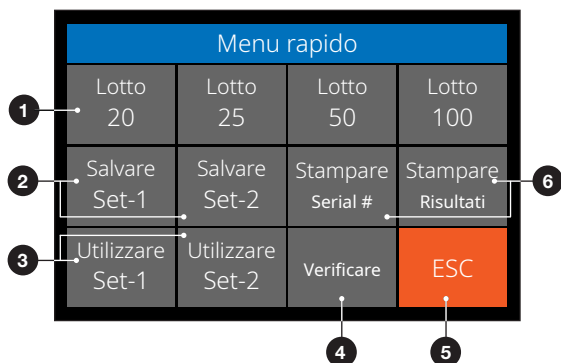 Menu rapido
Lotto
20
Lotto
25
Lotto
50
Lotto
100
1
Salvare
Set-1
Salvare
Set-2
Stampare
Serial #
Stampare
Risultati
2
6
Utilizzare
Set-1
Utilizzare
Set-2
Verificare
ESC
3
4
5